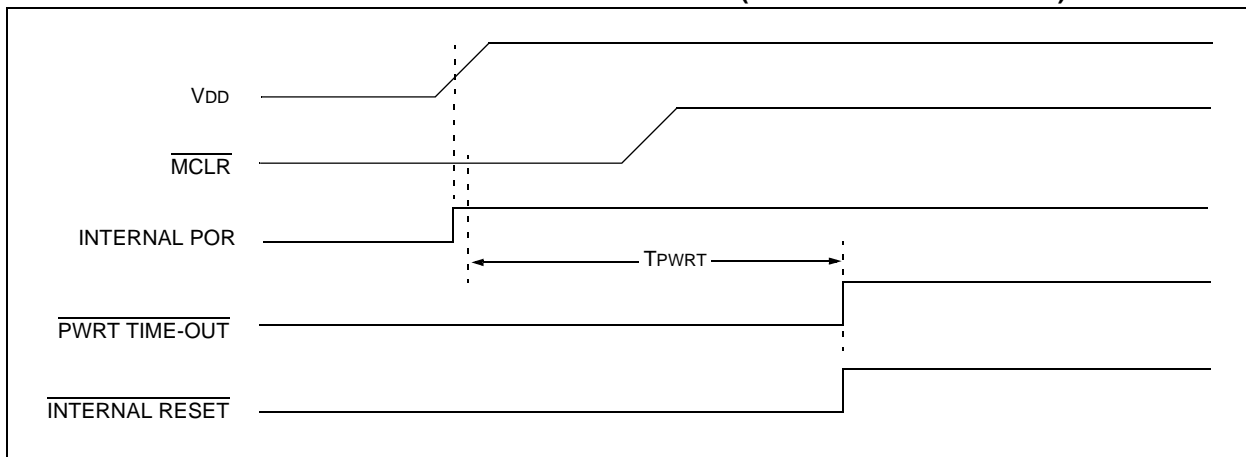 VDD
MCLR
INTERNAL POR
TPWRT
PWRT TIME-OUT
INTERNAL RESET